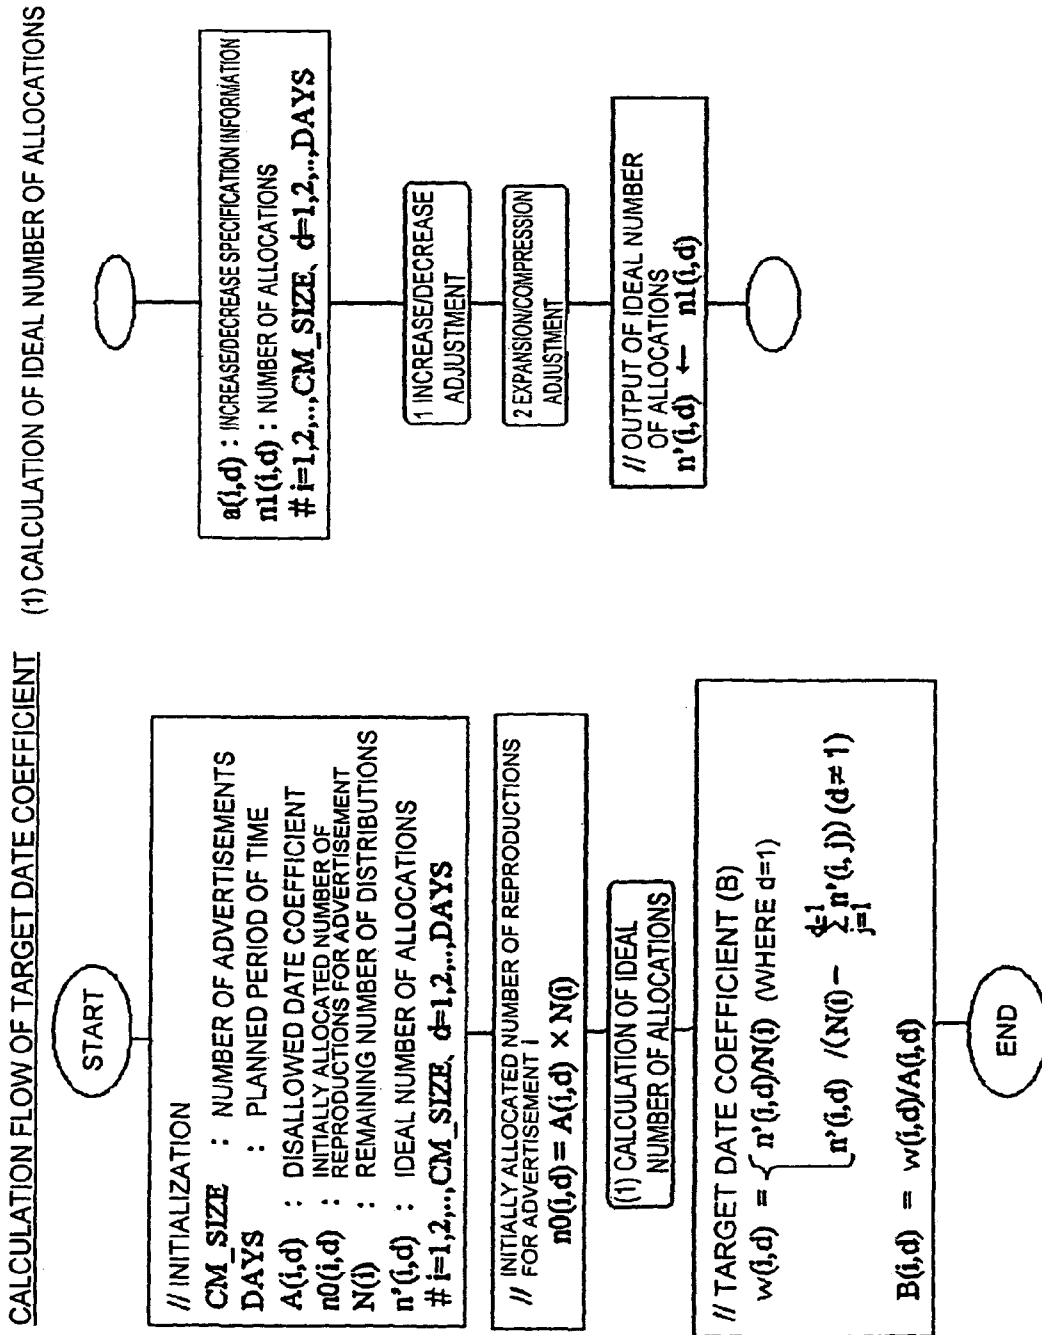 CALCULATION FLOW OF TARGET DATE COEFFICIENT
START
// INITIALIZATION
CM_SIZE : NUMBER OF ADVERTISEMENTS
DAYS : PLANNED PERIOD OF TIME
A(i,d) : DISALLOWED DATE COEFFICIENT
n0(i,d) : INITIALLY ALLOCATED NUMBER OF
REPRODUCTIONS FOR ADVERTISEMENT
N(i) : REMAINING NUMBER OF DISTRIBUTIONS
n'(i,d) : IDEAL NUMBER OF ALLOCATIONS
# i=1,2,..,CM_SIZE、d=1,2,..,DAYS
// INITIALLY ALLOCATED NUMBER OF REPRODUCTIONS
FOR ADVERTISEMENT i
n0(i,d) = A(i,d) × N(i)
(1) CALCULATION OF IDEAL
NUMBER OF ALLOCATIONS
// TARGET DATE COEFFICIENT (B)
w(i,d) = { n'(i,d)/N(i) (WHERE d=1)
n'(i,d) /(N(i) − d=1 Σ j=1 n'(i, j)) (d≠1)
B(i,d) = w(i,d)/A(i,d)
END
(1) CALCULATION OF IDEAL NUMBER OF ALLOCATIONS
a(i,d) : INCREASE/DECREASE SPECIFICATION INFORMATION
n1(i,d) : NUMBER OF ALLOCATIONS
# i=1,2,..,CM_SIZE、d=1,2,..,DAYS
1 INCREASE/DECREASE
ADJUSTMENT
2 EXPANSION/COMPRESSION
ADJUSTMENT
// OUTPUT OF IDEAL NUMBER
OF ALLOCATIONS
n'(i,d) ← n1(i,d)